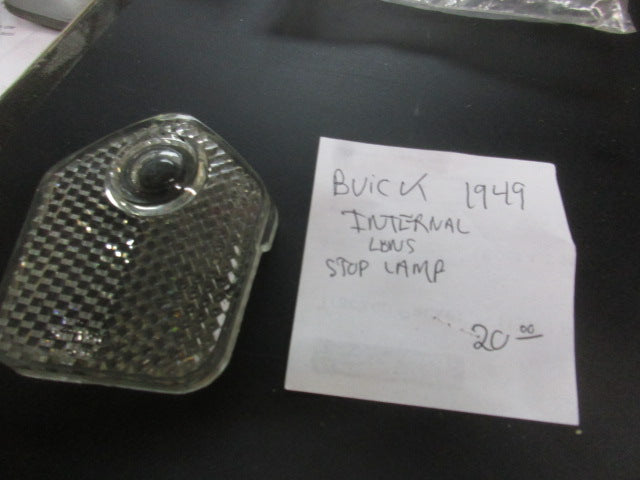 BUICK 1949
INTERNAL
LENS
STOP LAMP
20.00